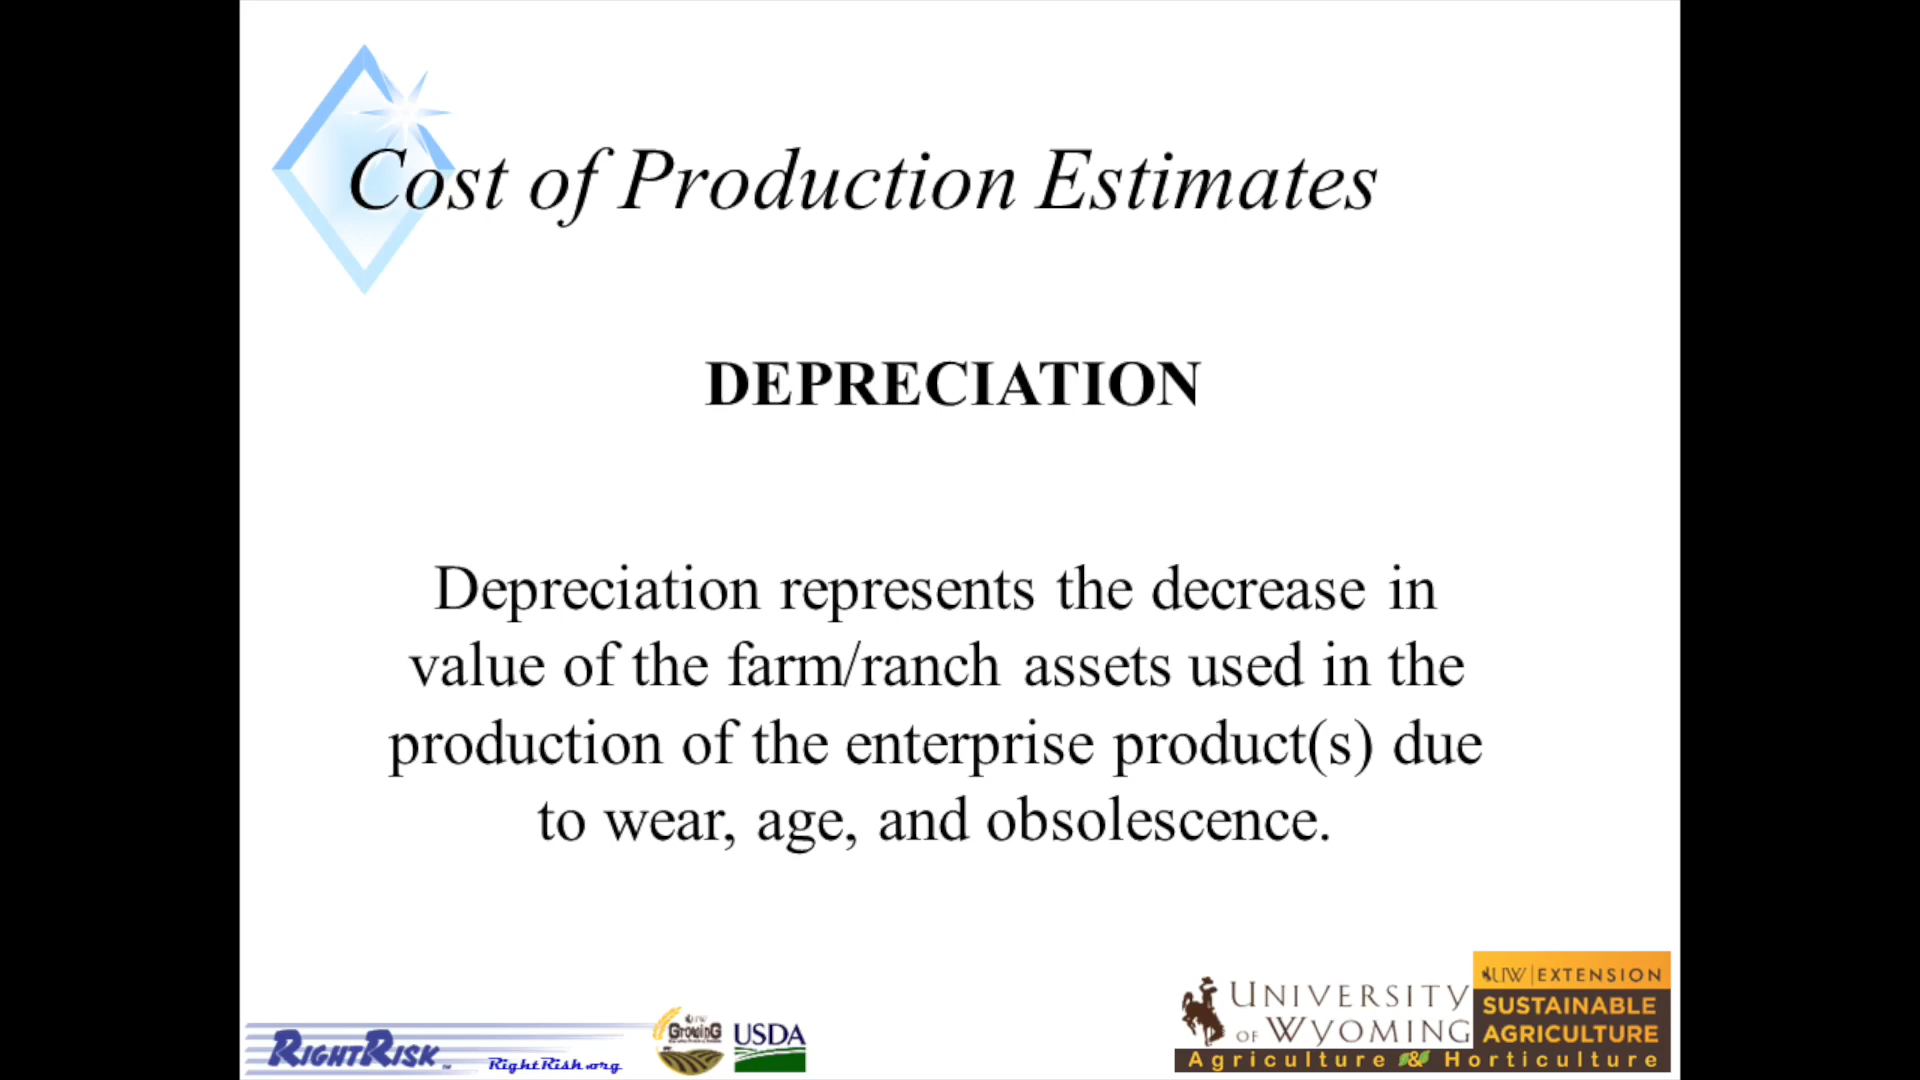 Cost of Production Estimates
DEPRECIATION
Depreciation represents the decrease in
value of the farm/ranch assets used in the
production of the enterprise product(s) due
to wear, age, and obsolescence.
RIGHTRISK
RightRisk.org
UW
GrowinG
USDA
UNIVERSITY
OF WYOMING
UW | EXTENSION
SUSTAINABLE
AGRICULTURE
Agriculture & Horticulture